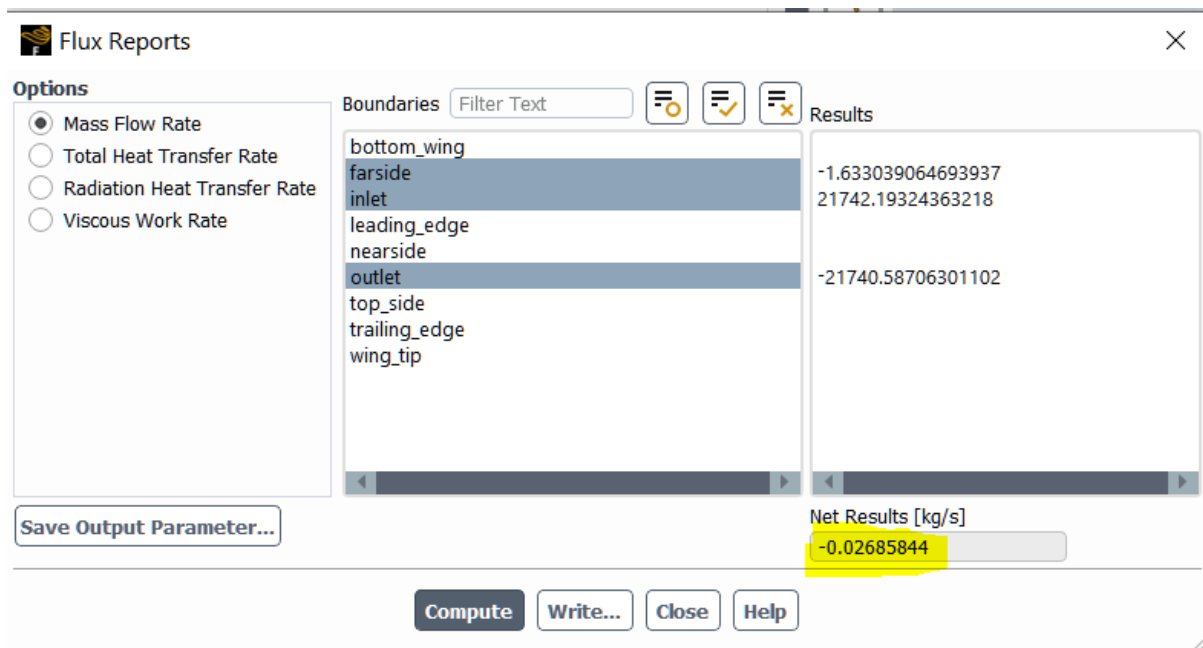 Flux Reports
Options
Mass Flow Rate
Total Heat Transfer Rate
Radiation Heat Transfer Rate
Viscous Work Rate
Save Output Parameter...
Boundaries
Filter Text
bottom_wing
farside
inlet
leading_edge
nearside
outlet
top_side
trailing_edge
wing_tip
Results
-1.633039064693937
21742.19324363218
-21740.58706301102
Net Results [kg/s]
-0.02685844
Compute
Write...
Close
Help